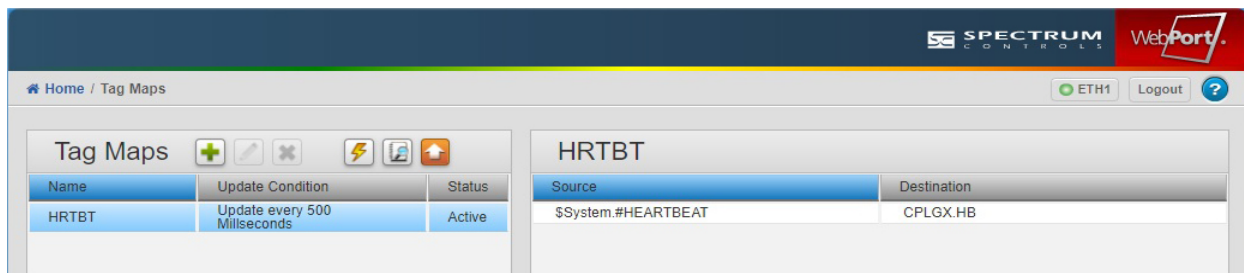 SPECTRUM
CONTROLS
WebPort.
Home / Tag Maps
ETH1
Logout
?
Tag Maps
HRTBT
Name
Update Condition
Status
Source
Destination
HRTBT
Update every 500
Millseconds
Active
$System.#HEARTBEAT
CPLGX.HB